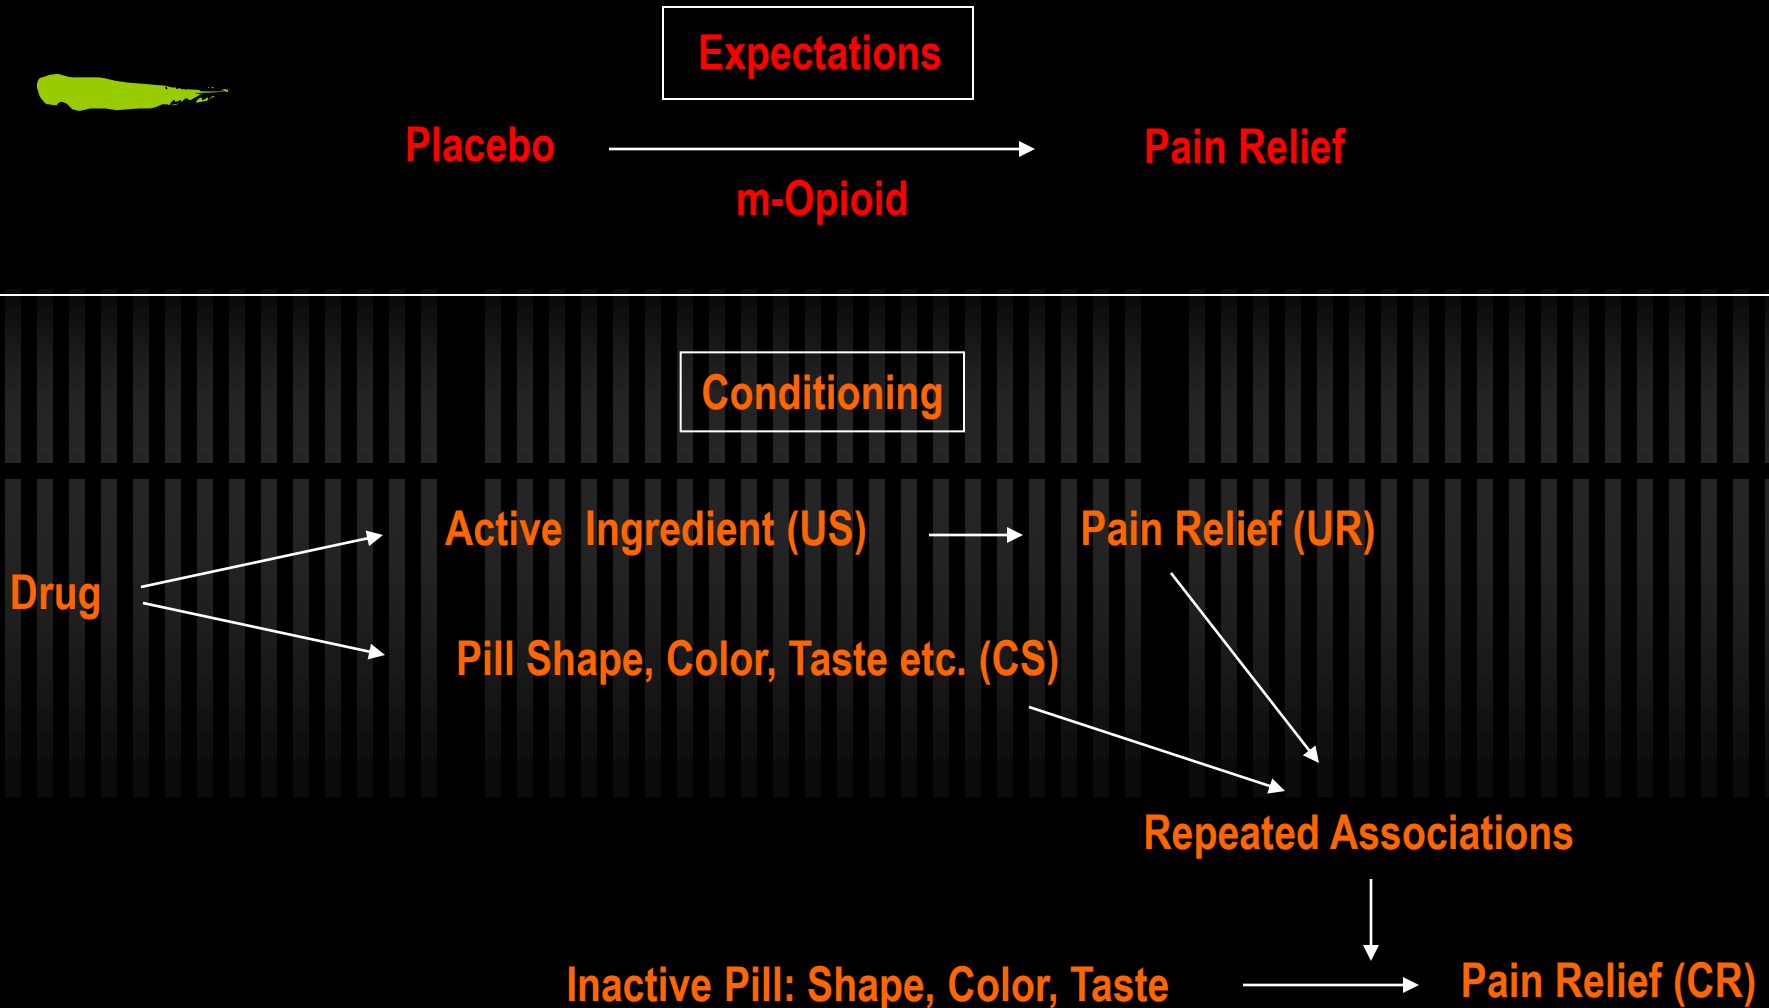 Expectations
Placebo
Pain Relief
m-Opioid
Conditioning
Active Ingredient (US)
Pain Relief (UR)
Drug
Pill Shape, Color, Taste etc. (CS)
Repeated Associations
Inactive Pill: Shape, Color, Taste
Pain Relief (CR)